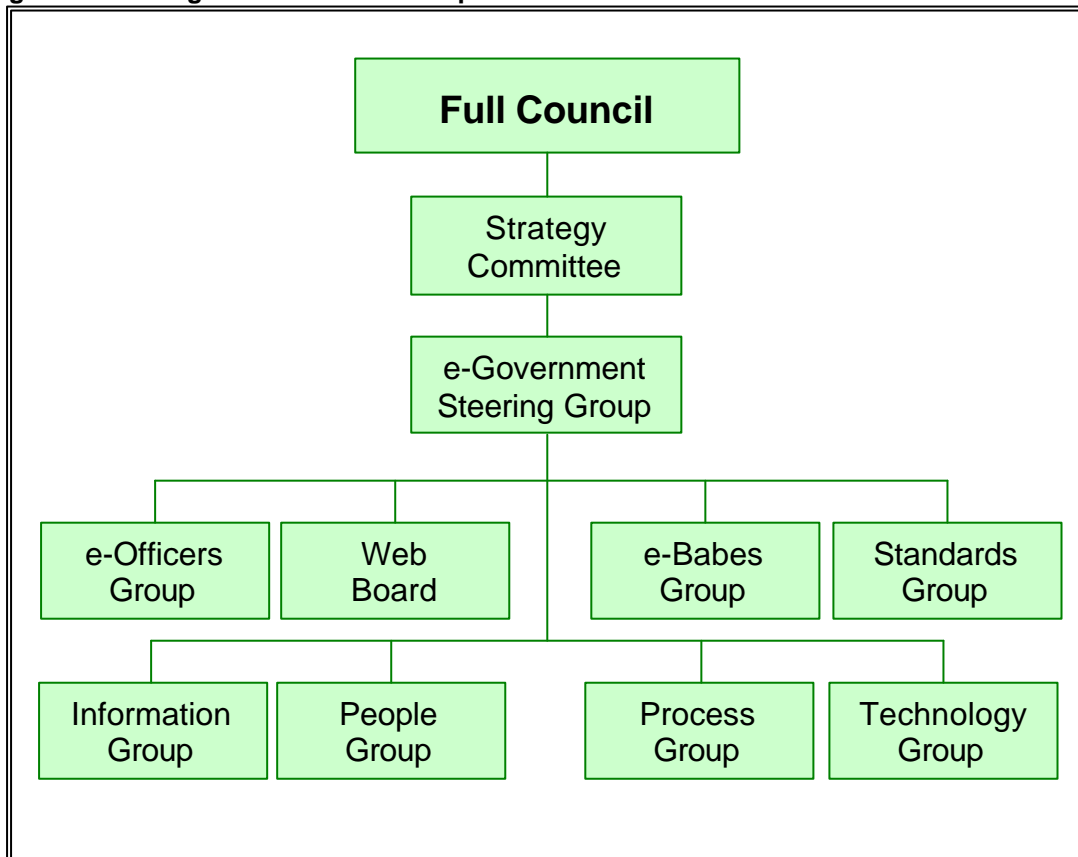 Full Council
Strategy
Committee
e-Government
Steering Group
e-Officers
Group
Web
Board
e-Babes
Group
Standards
Group
Information
Group
People
Group
Process
Group
Technology
Group